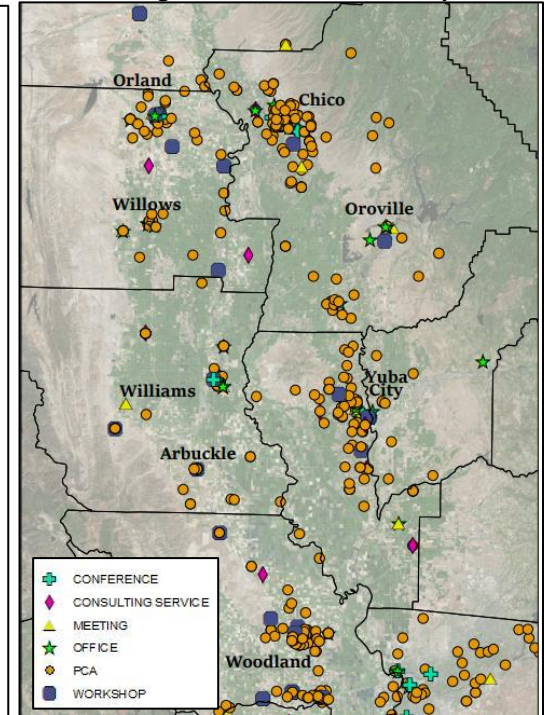 Orland
Chico
Willows
Oroville
Williams
Yuba
City
Arbuckle
Woodland
CONFERENCE
CONSULTING SERVICE
MEETING
OFFICE
PCA
WORKSHOP